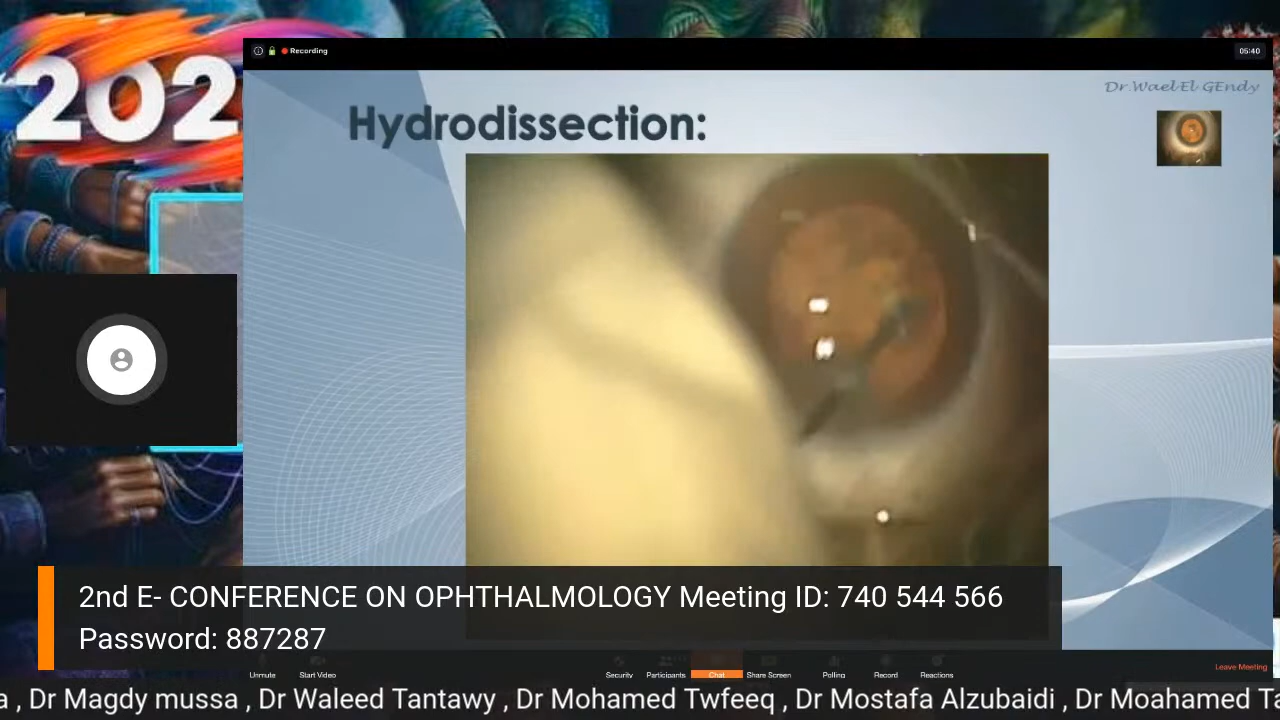 202
Recording
05:40
Dr.Wael El GEndy
Hydrodissection:
2nd E- CONFERENCE ON OPHTHALMOLOGY Meeting ID: 740 544 566
Password: 887287
Unmute Start Video Security Participants Chat Share Screen Polling Record Reactions Leave Meeting
a , Dr Magdy mussa , Dr Waleed Tantawy , Dr Mohamed Twfeeq , Dr Mostafa Alzubaidi , Dr Moahamed Ta